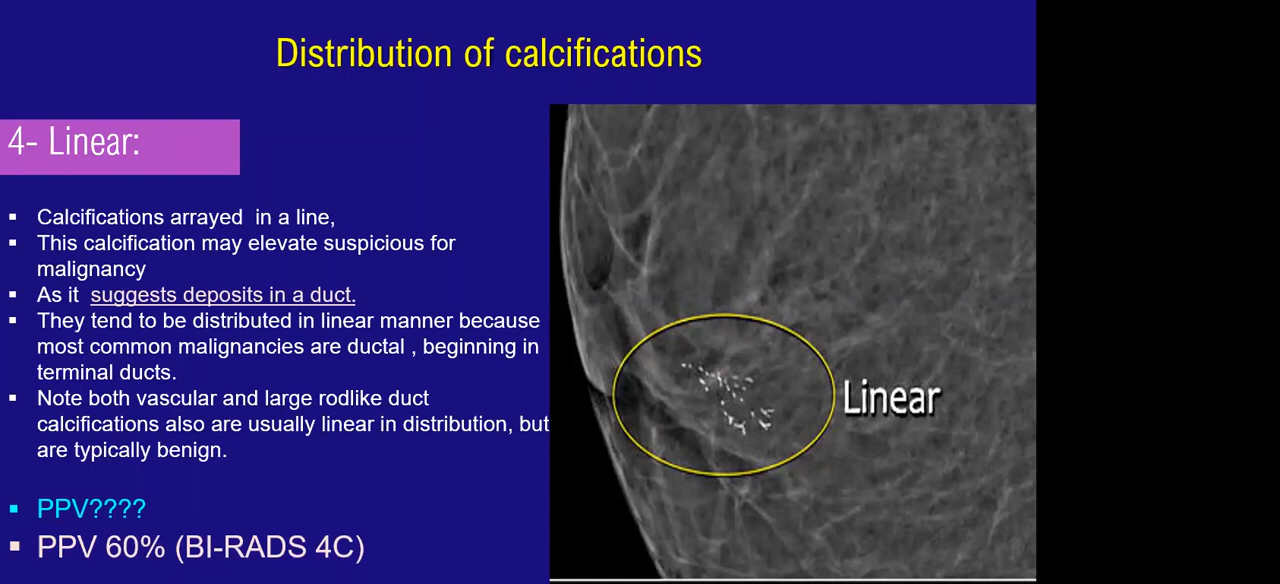 Distribution of calcifications
4- Linear:
▪ Calcifications arrayed in a line,
▪ This calcification may elevate suspicious for
malignancy
▪ As it suggests deposits in a duct.
▪ They tend to be distributed in linear manner because
most common malignancies are ductal , beginning in
terminal ducts.
▪ Note both vascular and large rodlike duct
calcifications also are usually linear in distribution, but
are typically benign.
▪ PPV????
▪ PPV 60% (BI-RADS 4C)
Linear